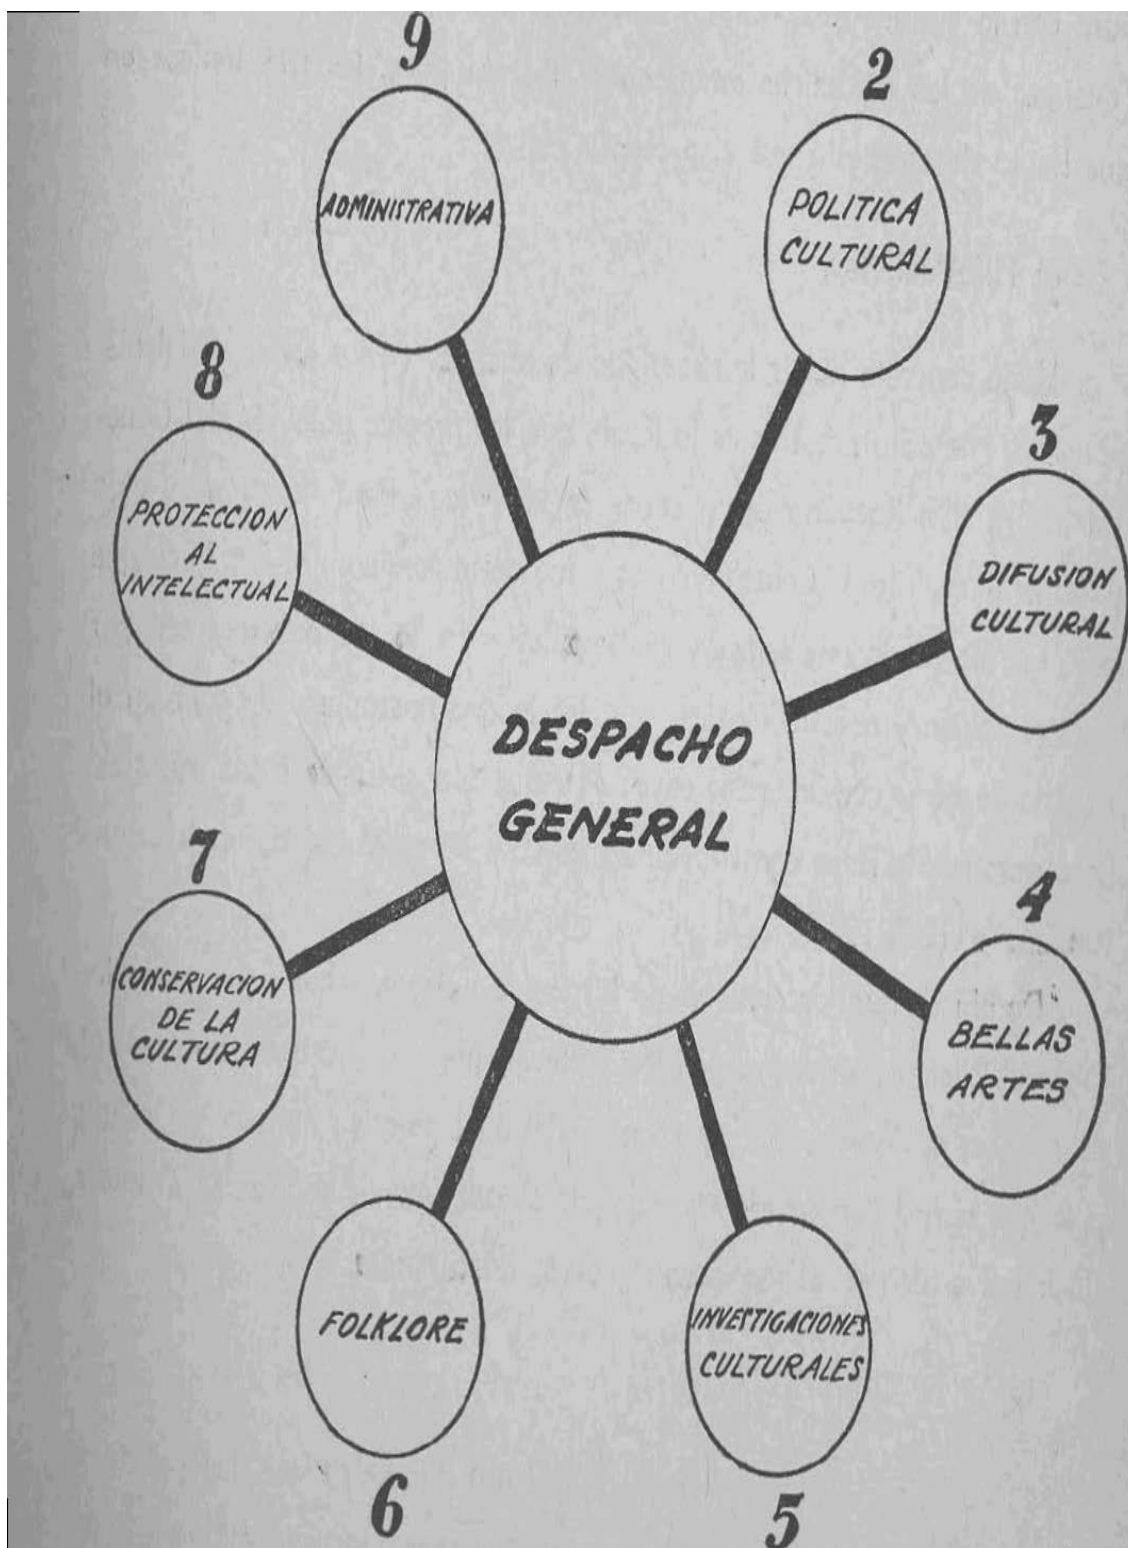 9
ADMINISTRATIVA
2
POLITICA
CULTURAL
8
PROTECCION
AL
INTELECTUAL
3
DIFUSION
CULTURAL
DESPACHO
GENERAL
7
CONSERVACION
DE LA
CULTURA
4
BELLAS
ARTES
FOLKLORE
6
INVESTIGACIONES
CULTURALES
5